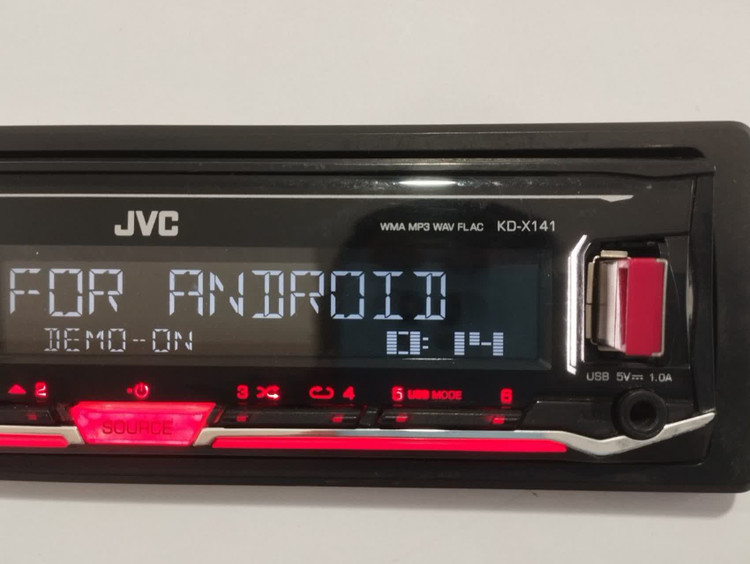 JVC
WMA MP3 WAV FLAC KD-X141
FOR ANDROID
DEMO-ON 0:14
USB 5V⎓ 1.0A
2
3
4
5 USB MODE
6
SOURCE